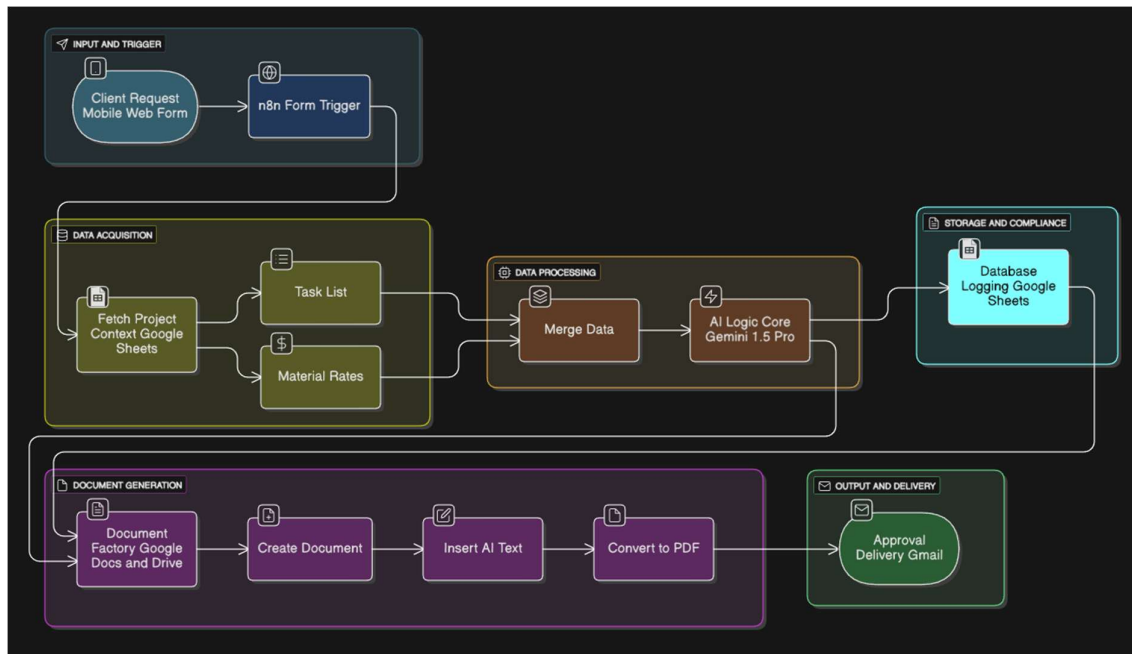 INPUT AND TRIGGER
Client Request
Mobile Web Form
n8n Form Trigger
DATA ACQUISITION
Fetch Project
Context Google
Sheets
Task List
Material Rates
DATA PROCESSING
Merge Data
AI Logic Core
Gemini 1.5 Pro
STORAGE AND COMPLIANCE
Database
Logging Google
Sheets
DOCUMENT GENERATION
Document
Factory Google
Docs and Drive
Create Document
Insert AI Text
Convert to PDF
OUTPUT AND DELIVERY
Approval
Delivery Gmail